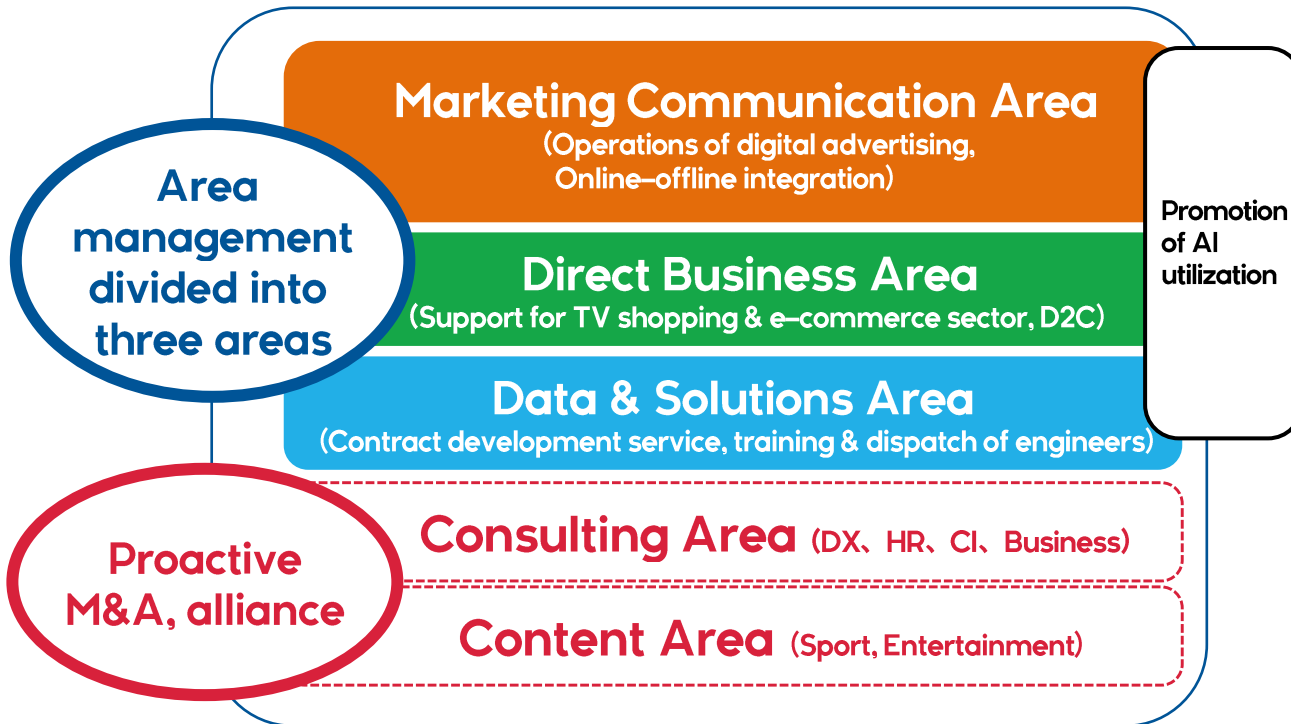 Marketing Communication Area
(Operations of digital advertising,
Online–offline integration)
Area
management
divided into
three areas
Promotion
of AI
utilization
Direct Business Area
(Support for TV shopping & e–commerce sector, D2C)
Data & Solutions Area
(Contract development service, training & dispatch of engineers)
Proactive
M&A, alliance
Consulting Area (DX、HR、CI、Business)
Content Area (Sport, Entertainment)